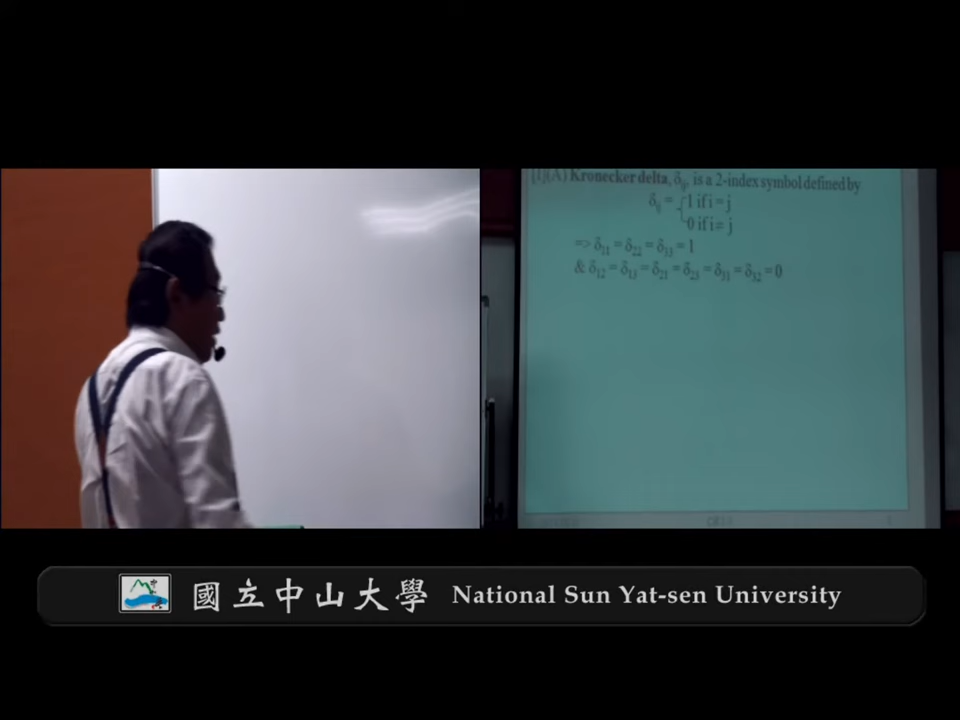 (I)(A) Kronecker delta, δij, is a 2-index symbol defined by
δij = {1 if i = j
0 if i = j
=> δ11 = δ22 = δ33 = 1
& δ12 = δ13 = δ21 = δ23 = δ31 = δ32 = 0
國立中山大學 National Sun Yat-sen University